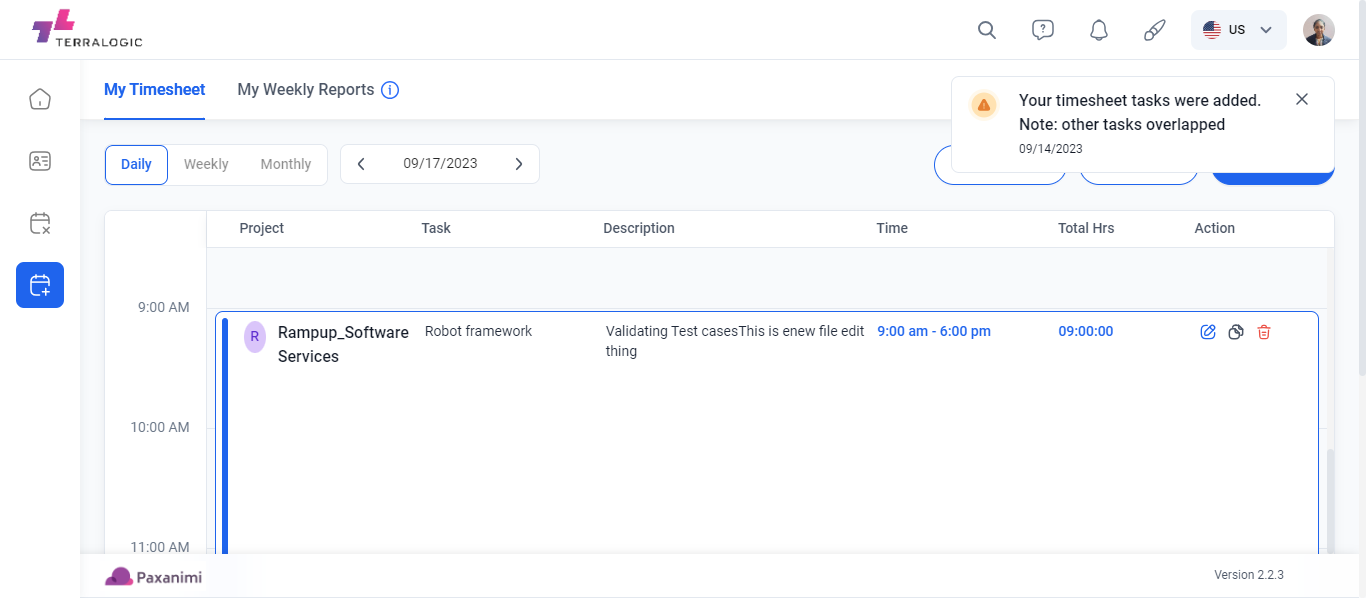 TERRALOGIC
US
My Timesheet
My Weekly Reports
Your timesheet tasks were added.
Note: other tasks overlapped
09/14/2023
Daily
Weekly
Monthly
09/17/2023
Project
Task
Description
Time
Total Hrs
Action
9:00 AM
R
Rampup_Software
Services
Robot framework
Validating Test casesThis is enew file edit
thing
9:00 am - 6:00 pm
09:00:00
10:00 AM
11:00 AM
Paxanimi
Version 2.2.3